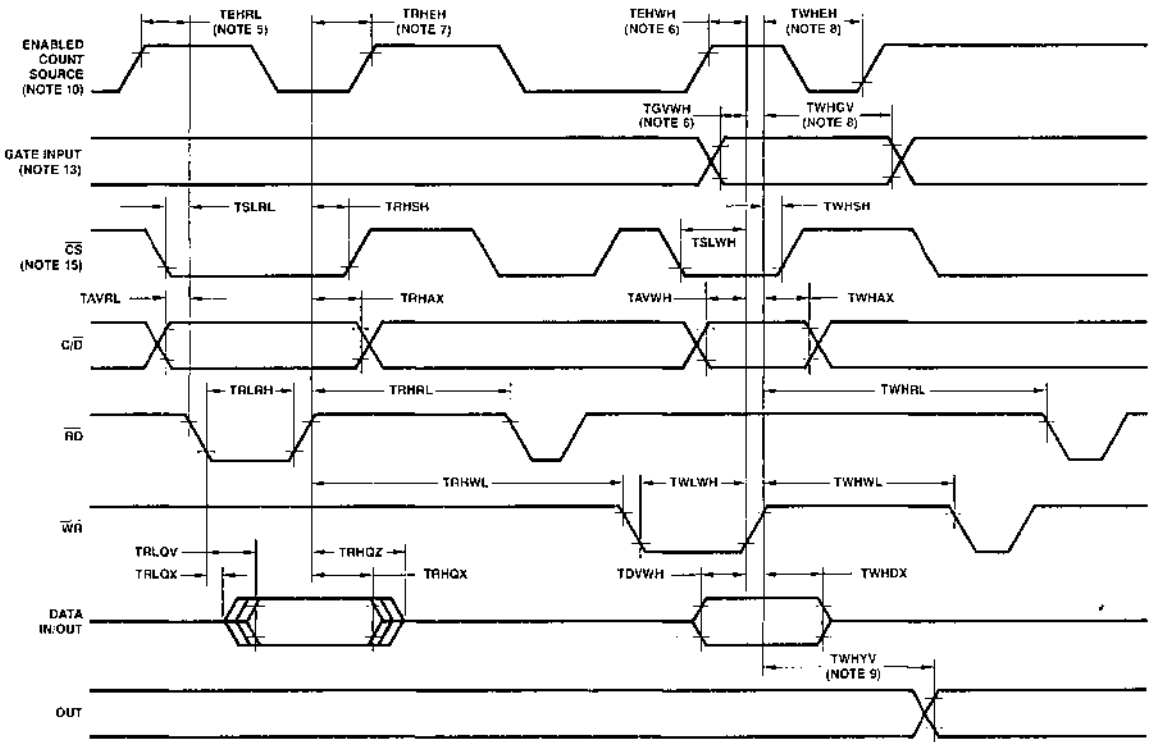 TEHRL
(NOTE 5)
TRHEH
(NOTE 7)
TEHWH
(NOTE 6)
TWHEH
(NOTE 8)
ENABLED
COUNT
SOURCE
(NOTE 10)
TGVWH
(NOTE 6)
TWHGV
(NOTE 8)
GATE INPUT
(NOTE 13)
TSLRL
TRHSH
TWHSH
TSLWH
CS
(NOTE 15)
TAVRL
TRHAX
TAVWH
TWHAX
C/D
TRLRH
TRHRL
TWHRL
RD
TRHWL
TWLWH
TWHWL
WR
TRLQV
TRHQZ
TRLQX
TRHQX
TDVWH
TWHDX
DATA
IN/OUT
TWHYV
(NOTE 9)
OUT